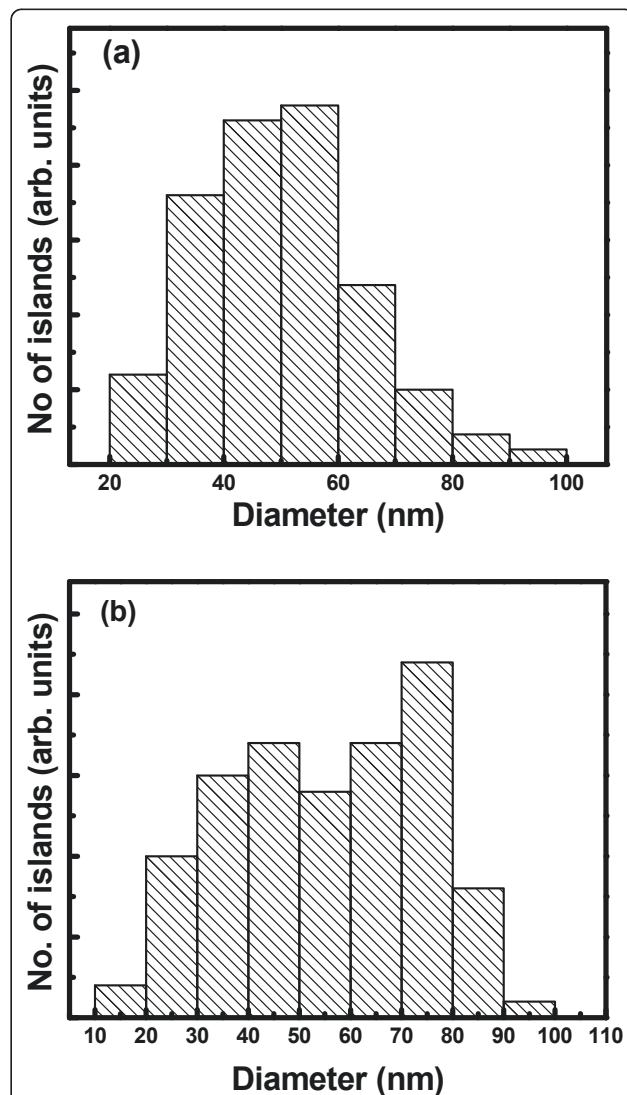 (a)
No of islands (arb. units)
20 40 60 80 100
Diameter (nm)
(b)
No. of islands (arb. units)
10 20 30 40 50 60 70 80 90 100 110
Diameter (nm)